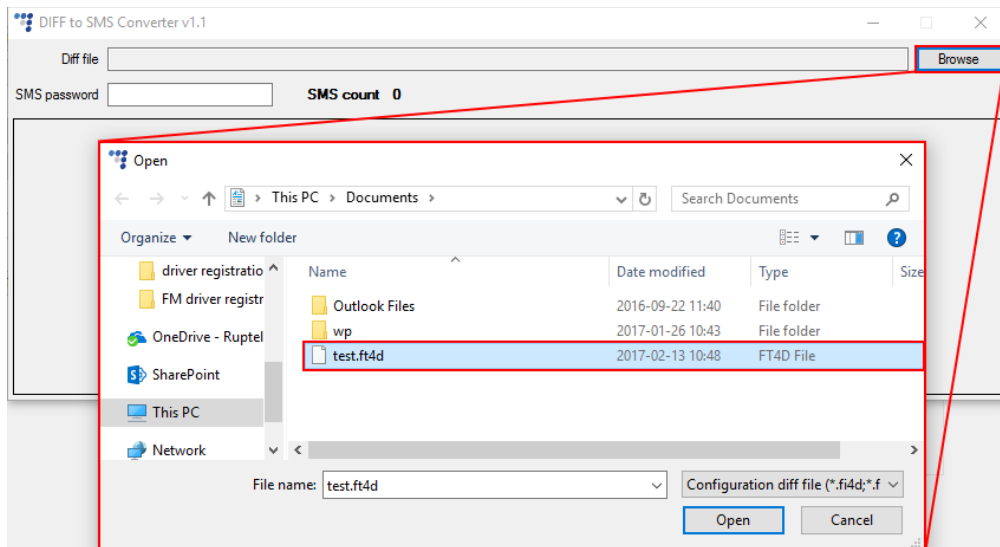 DIFF to SMS Converter v1.1
Diff file
Browse
SMS password
SMS count 0
Open
This PC > Documents >
Search Documents
Organize
New folder
driver registratio
FM driver registr
OneDrive - Ruptel
SharePoint
This PC
Network
Name Date modified Type Size
Outlook Files 2016-09-22 11:40 File folder
wp 2017-01-26 10:43 File folder
test.ft4d 2017-02-13 10:48 FT4D File
File name: test.ft4d
Configuration diff file (*.fi4d;*.f
Open Cancel